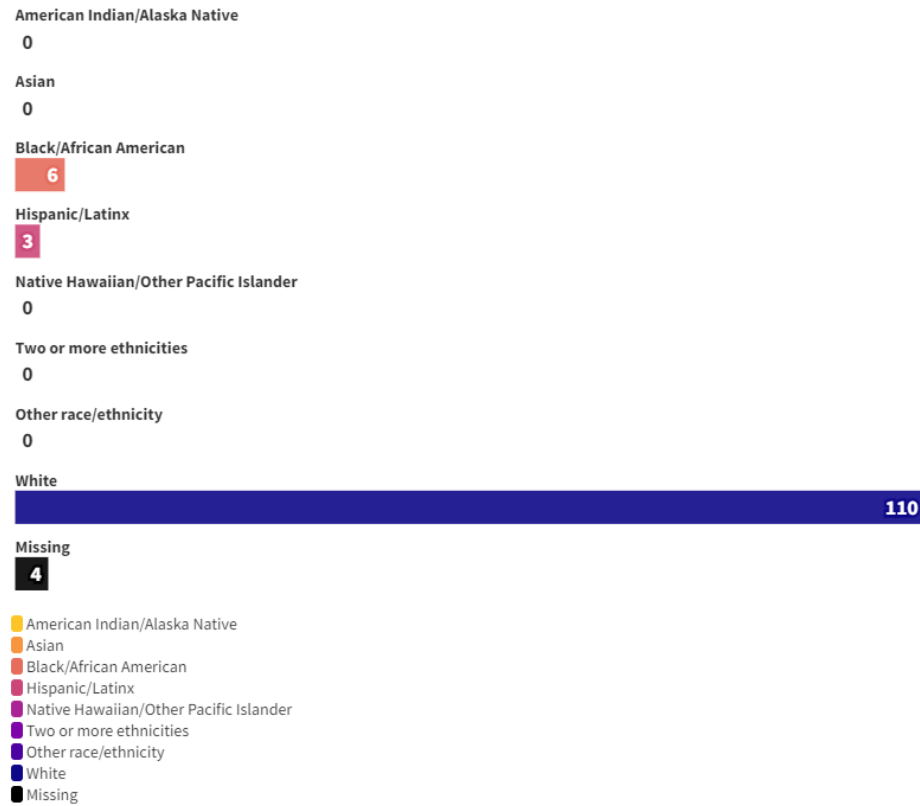 American Indian/Alaska Native
0
Asian
0
Black/African American
6
Hispanic/Latinx
3
Native Hawaiian/Other Pacific Islander
0
Two or more ethnicities
0
Other race/ethnicity
0
White
110
Missing
4
American Indian/Alaska Native
Asian
Black/African American
Hispanic/Latinx
Native Hawaiian/Other Pacific Islander
Two or more ethnicities
Other race/ethnicity
White
Missing